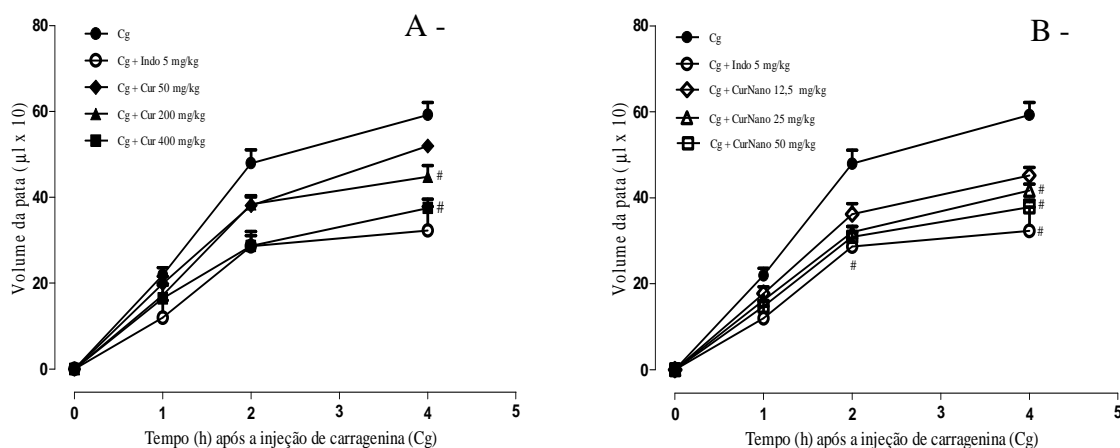 A -
80
60
40
20
0
Volume da pata ( µl x 10)
Cg
Cg + Indo 5 mg/kg
Cg + Cur 50 mg/kg
Cg + Cur 200 mg/kg
Cg + Cur 400 mg/kg
#
#
0 1 2 3 4 5
Tempo (h) após a injeção de carragenina (Cg)
B -
80
60
40
20
0
Volume da pata ( µl x 10)
Cg
Cg + Indo 5 mg/kg
Cg + CurNano 12,5 mg/kg
Cg + CurNano 25 mg/kg
Cg + CurNano 50 mg/kg
#
#
#
#
0 1 2 3 4 5
Tempo (h) após a injeção de carragenina (Cg)